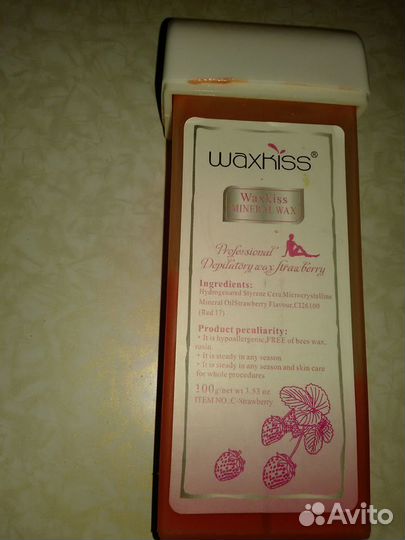 waxkiss®
Waxkiss
MINERAL WAX
Professional
Depilatory wax Strawberry
Ingredients:
Hydrogenated Styrene Cera Microcrystalline
Mineral OilStrawberry Flavour,CI26100
(Red 17)
Product peculiarity:
* It is hypoallergenic,FREE of bees wax,
rosin.
+ It is steady in any season
+ It is steady in any season and skin care
for whole procedures
100g/net wt 3.53 oz
ITEM NO.:C-Strawberry
Avito